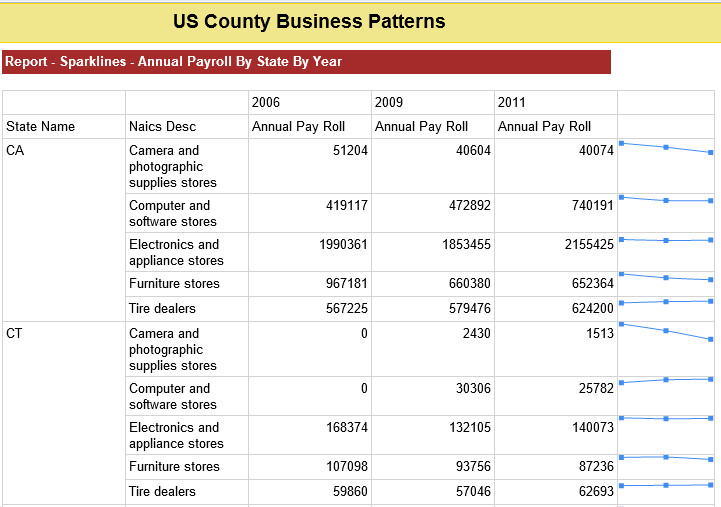 US County Business Patterns
Report - Sparklines - Annual Payroll By State By Year
2006 2009 2011
State Name Naics Desc Annual Pay Roll Annual Pay Roll Annual Pay Roll
CA Camera and photographic supplies stores 51204 40604 40074
Computer and software stores 419117 472892 740191
Electronics and appliance stores 1990361 1853455 2155425
Furniture stores 967181 660380 652364
Tire dealers 567225 579476 624200
CT Camera and photographic supplies stores 0 2430 1513
Computer and software stores 0 30306 25782
Electronics and appliance stores 168374 132105 140073
Furniture stores 107098 93756 87236
Tire dealers 59860 57046 62693